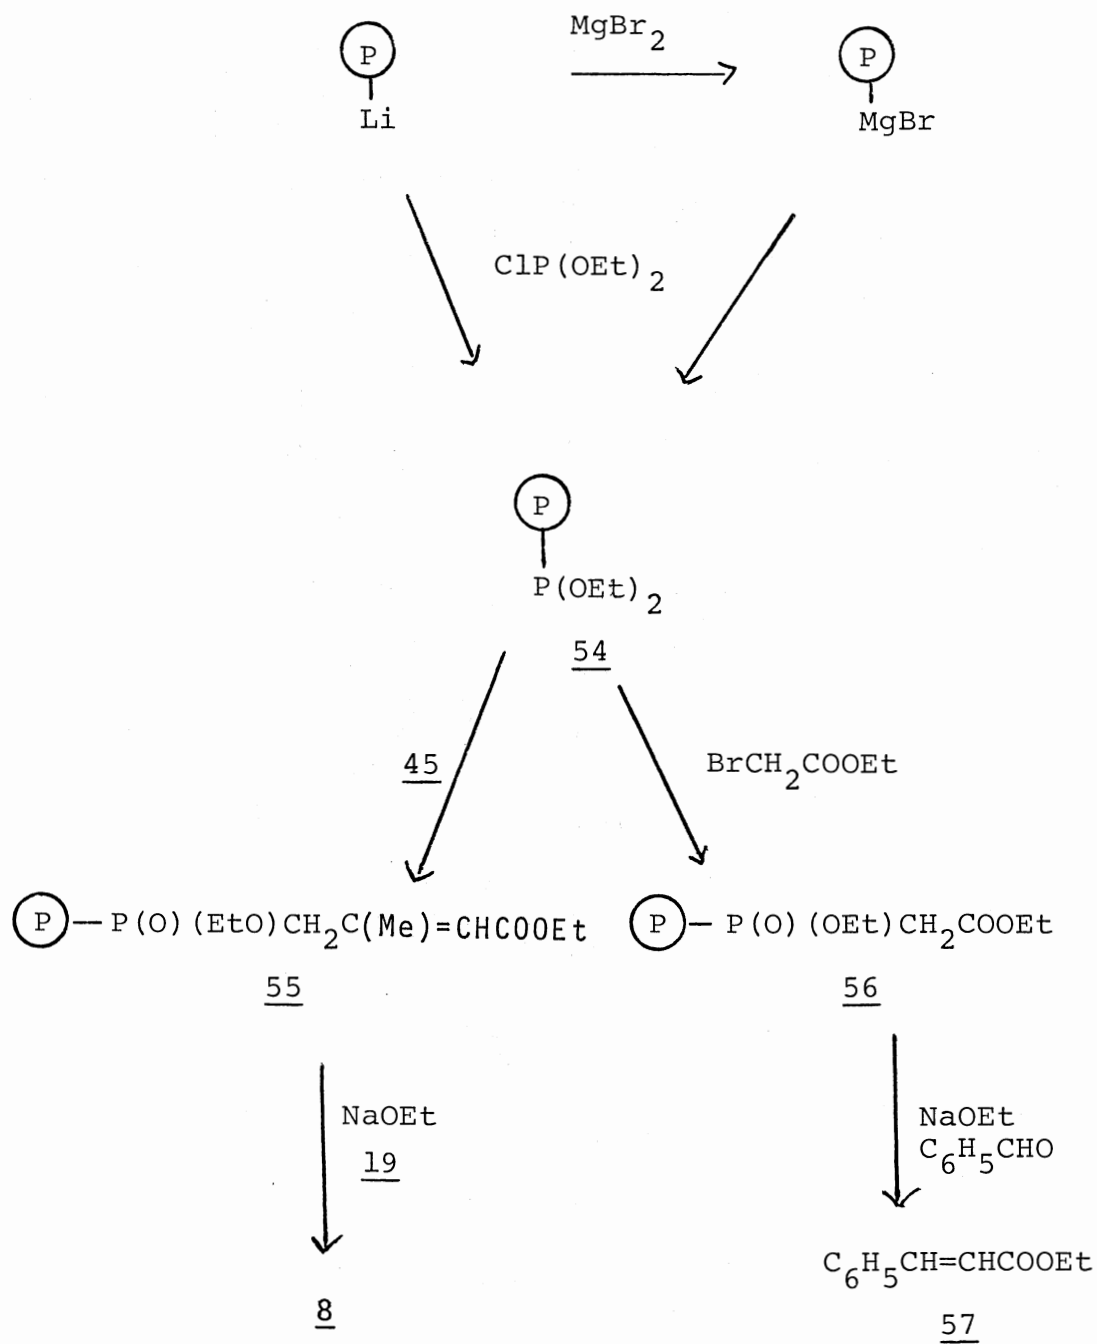 MgBr2
P
P
Li
MgBr
ClP(OEt)2
P
P(OEt)2
54
45
BrCH2COOEt
P — P(O)(EtO)CH2C(Me)=CHCOOEt
P — P(O)(OEt)CH2COOEt
55
56
NaOEt
19
NaOEt
C6H5CHO
8
C6H5CH=CHCOOEt
57